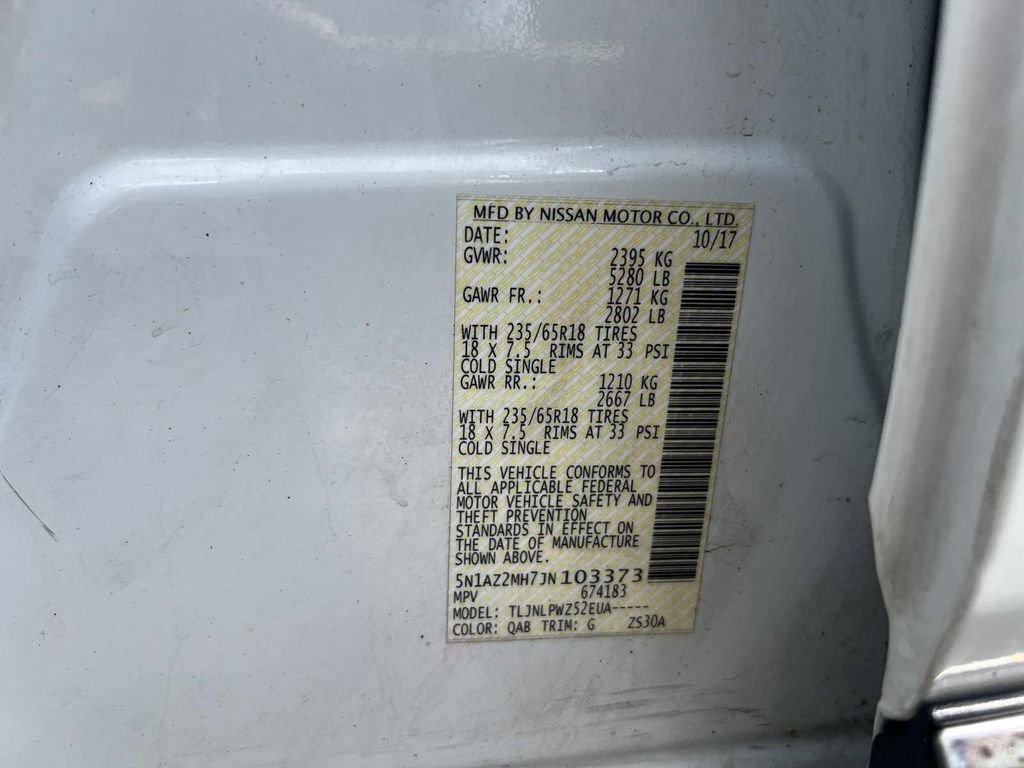 MFD BY NISSAN MOTOR CO., LTD.
DATE: 10/17
GVWR: 2395 KG
5280 LB
GAWR FR.: 1271 KG
2802 LB
WITH 235/65R18 TIRES
18 X 7.5 RIMS AT 33 PSI
COLD SINGLE
GAWR RR.: 1210 KG
2667 LB
WITH 235/65R18 TIRES
18 X 7.5 RIMS AT 33 PSI
COLD SINGLE
THIS VEHICLE CONFORMS TO
ALL APPLICABLE FEDERAL
MOTOR VEHICLE SAFETY AND
THEFT PREVENTION
STANDARDS IN EFFECT ON
THE DATE OF MANUFACTURE
SHOWN ABOVE.
5N1AZ2MH7JN103373
MPV 674183
MODEL: TLJNLPWZ52EUA-----
COLOR: QAB TRIM: G ZS30A